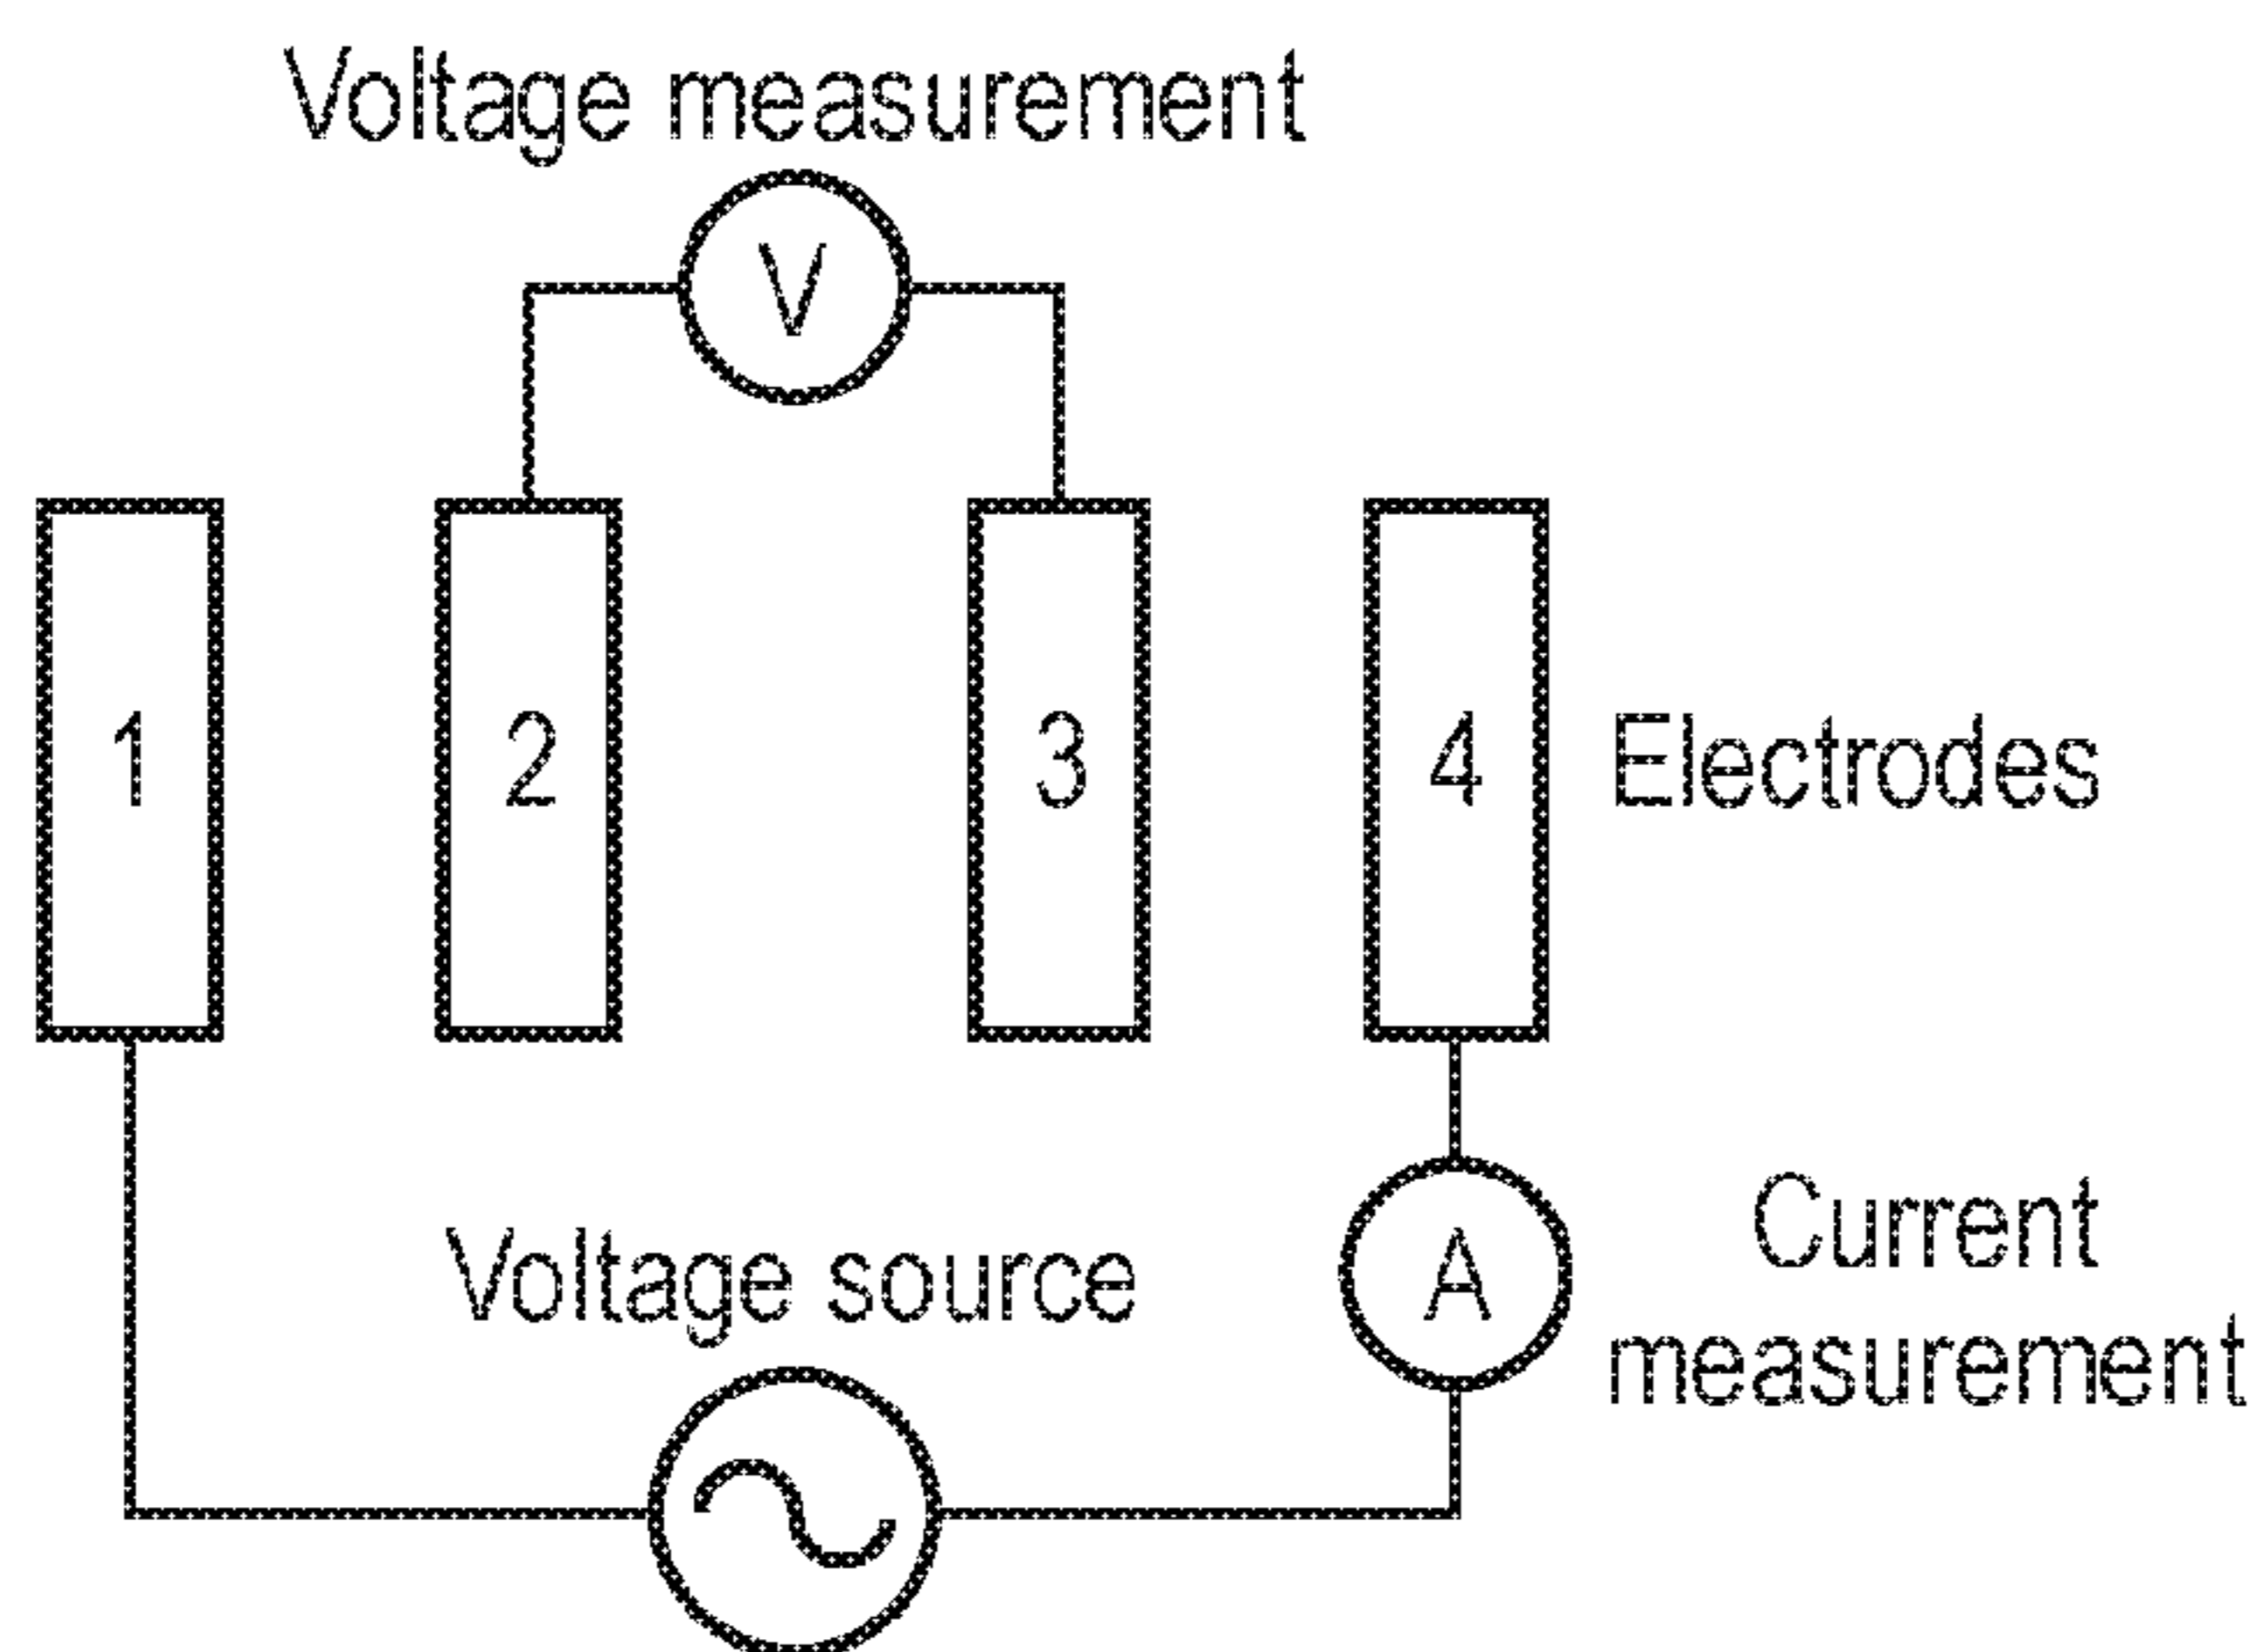 Voltage measurement
V
1
2
3
4
Electrodes
Voltage source
A
Current
measurement